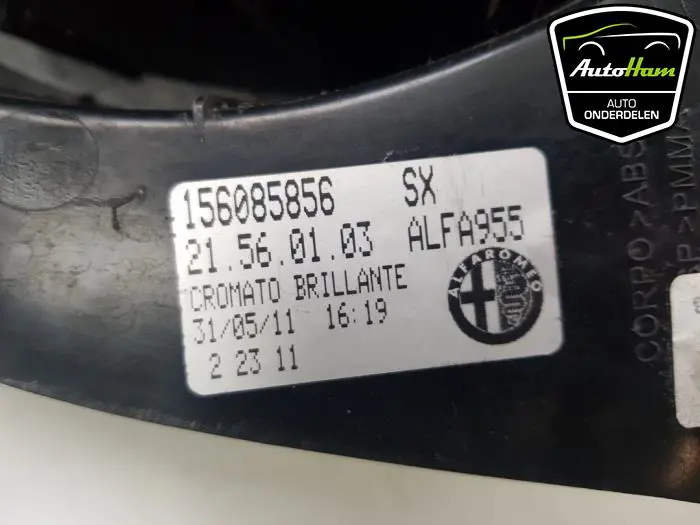 AutoHam
AUTO
ONDERDELEN
156085856 SX
21.56.01.03 ALFA955
CROMATO BRILLANTE
31/05/11 16:19
2 23 11
ALFA ROMEO
CORPO >ABS
>PMMA